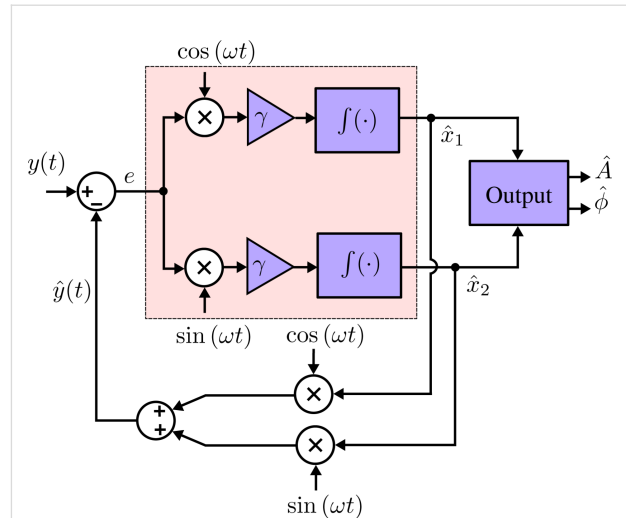 cos (ωt)
×
γ
∫(·)
x̂₁
y(t)
+
−
e
Output
Â
ϕ̂
×
γ
∫(·)
x̂₂
ŷ(t)
sin (ωt)
cos (ωt)
×
+
+
×
sin (ωt)